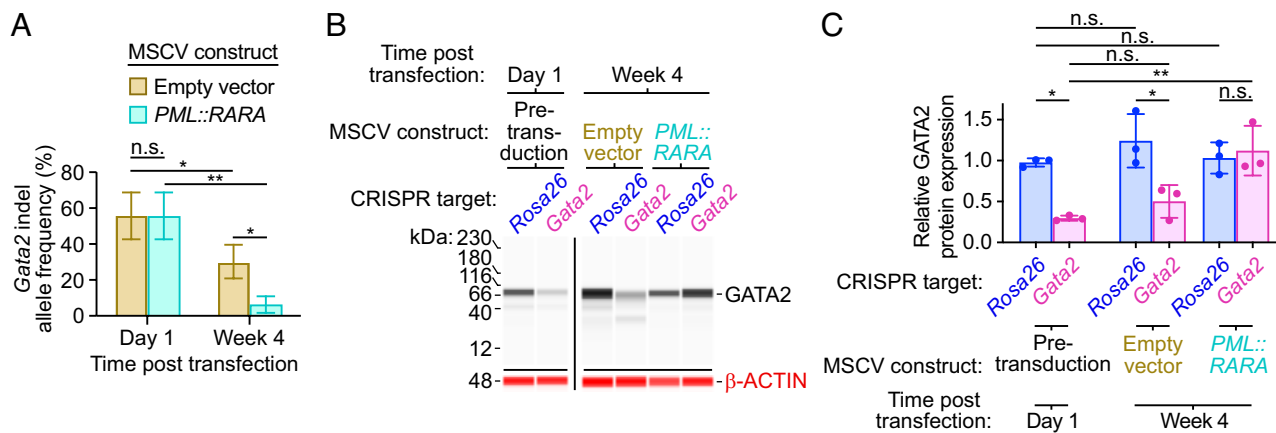 A
MSCV construct
Empty vector
PML::RARA
n.s.
*
**
*
Gata2 indel
allele frequency (%)
80
60
40
20
0
Day 1
Week 4
Time post transfection
B
Time post
transfection:
Day 1
Week 4
MSCV construct:
Pre-
trans-
duction
Empty
vector
PML::
RARA
CRISPR target:
Rosa26
Gata2
Rosa26
Gata2
Rosa26
Gata2
kDa:
230
180
116
66
40
12
48
GATA2
β-ACTIN
C
n.s.
n.s.
n.s.
**
*
*
n.s.
Relative GATA2
protein expression
1.5
1.0
0.5
0.0
CRISPR target:
Rosa26
Gata2
Rosa26
Gata2
Rosa26
Gata2
MSCV construct:
Pre-
transduction
Empty
vector
PML::
RARA
Time post
transfection:
Day 1
Week 4